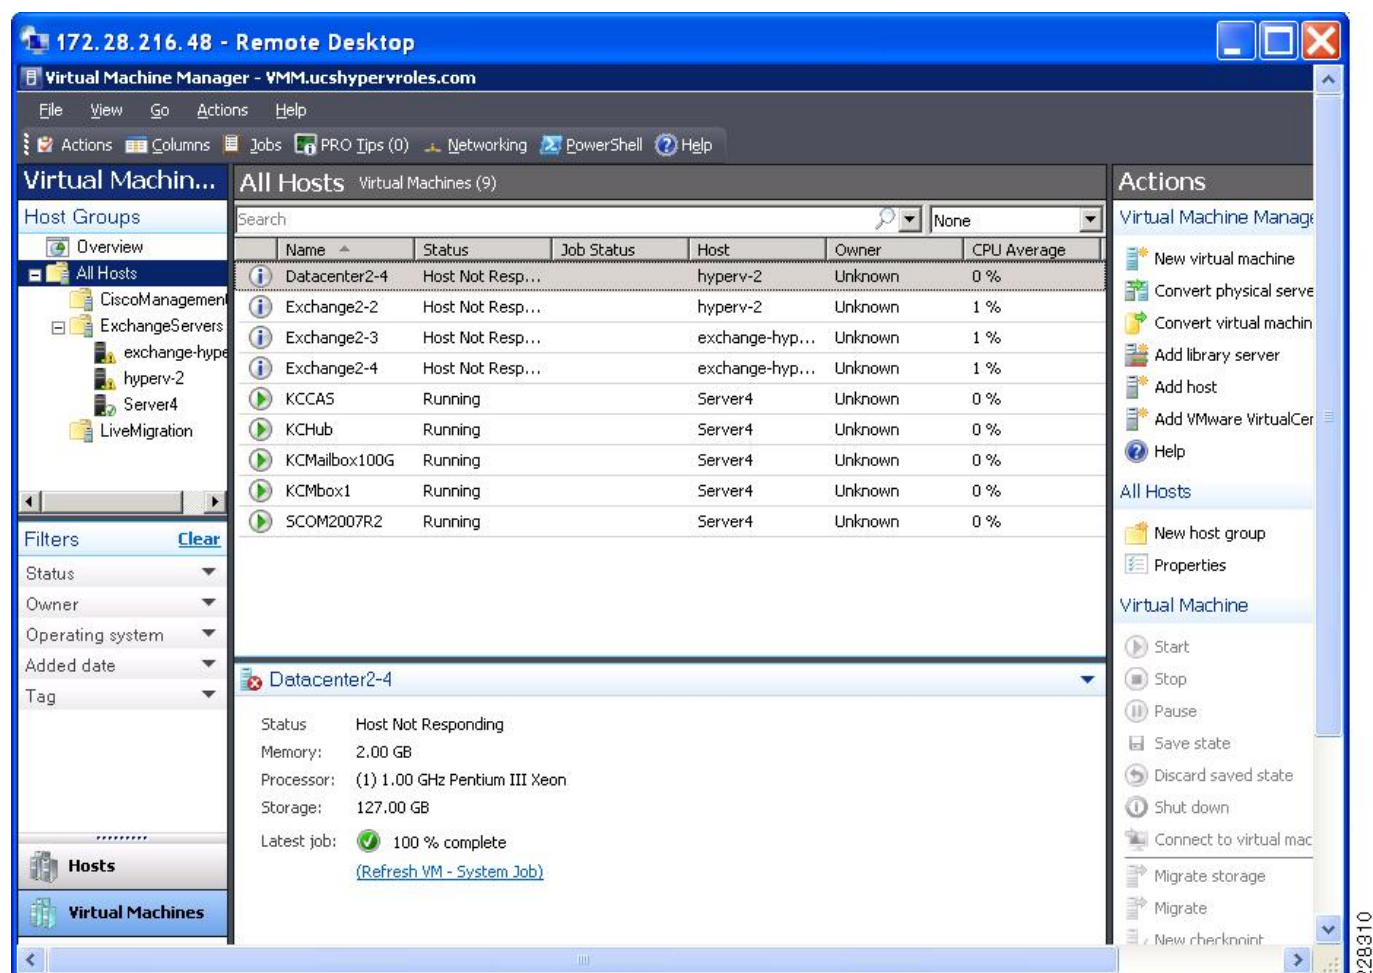 172.28.216.48 - Remote Desktop
Virtual Machine Manager - VMM.ucshypervroles.com
File View Go Actions Help
Actions Columns Jobs PRO Tips (0) Networking PowerShell Help
Virtual Machin...
Host Groups
Overview
All Hosts
CiscoManagement
ExchangeServers
exchange-hype
hyperv-2
Server4
LiveMigration
Filters Clear
Status
Owner
Operating system
Added date
Tag
Hosts
Virtual Machines
All Hosts Virtual Machines (9)
Search None
Name Status Job Status Host Owner CPU Average
Datacenter2-4 Host Not Resp... hyperv-2 Unknown 0 %
Exchange2-2 Host Not Resp... hyperv-2 Unknown 1 %
Exchange2-3 Host Not Resp... exchange-hyp... Unknown 1 %
Exchange2-4 Host Not Resp... exchange-hyp... Unknown 1 %
KCCAS Running Server4 Unknown 0 %
KCHub Running Server4 Unknown 0 %
KCMailbox100G Running Server4 Unknown 0 %
KCMbox1 Running Server4 Unknown 0 %
SCOM2007R2 Running Server4 Unknown 0 %
Datacenter2-4
Status Host Not Responding
Memory: 2.00 GB
Processor: (1) 1.00 GHz Pentium III Xeon
Storage: 127.00 GB
Latest job: 100 % complete
(Refresh VM - System Job)
Actions
Virtual Machine Manage
New virtual machine
Convert physical serve
Convert virtual machin
Add library server
Add host
Add VMware VirtualCer
Help
All Hosts
New host group
Properties
Virtual Machine
Start
Stop
Pause
Save state
Discard saved state
Shut down
Connect to virtual mac
Migrate storage
Migrate
New checkpoint
228310